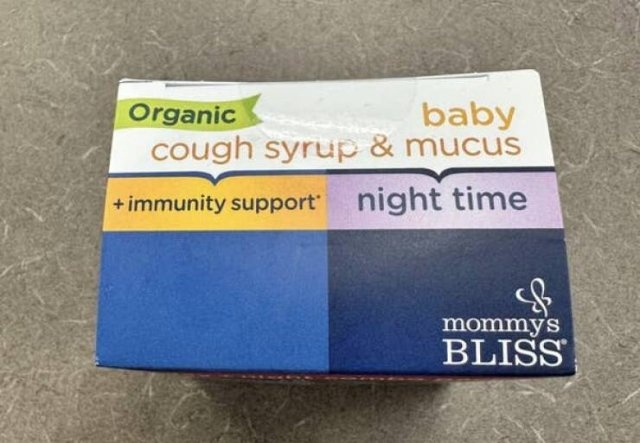 Organic
baby
cough syrup & mucus
+ immunity support*
night time
mommy's
BLISS®